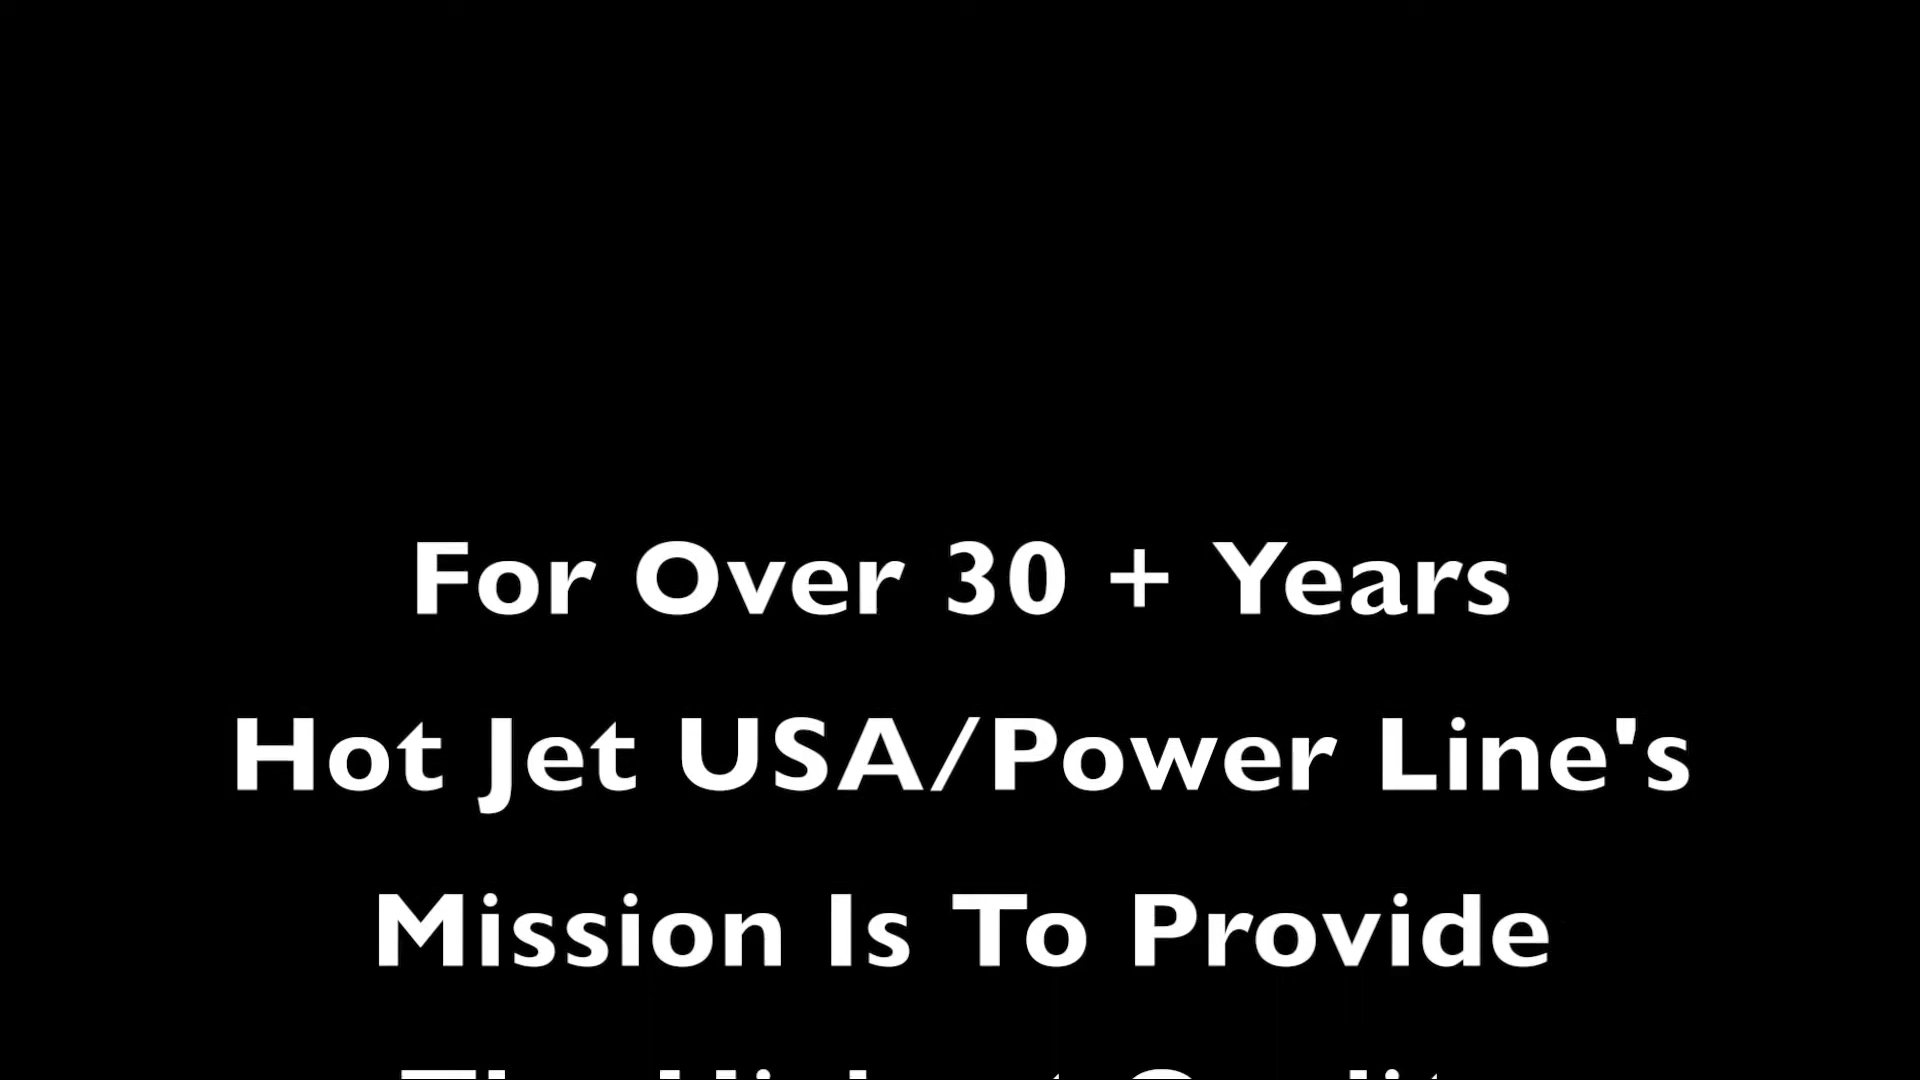 For Over 30 + Years
Hot Jet USA/Power Line's
Mission Is To Provide